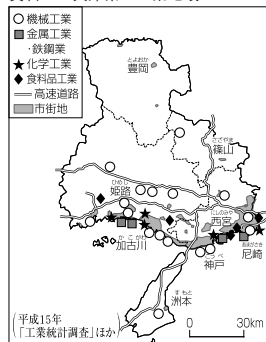 ○機械工業
■金属工業
・鉄鋼業
★化学工業
◆食料品工業
高速道路
市街地
とよおか
豊岡
ささやま
篠山
ひめじ
姫路
にしのみや
西宮
かこがわ
加古川
こうべ
神戸
あまがさき
尼崎
すもと
洲本
平成15年
「工業統計調査」ほか
0 30km